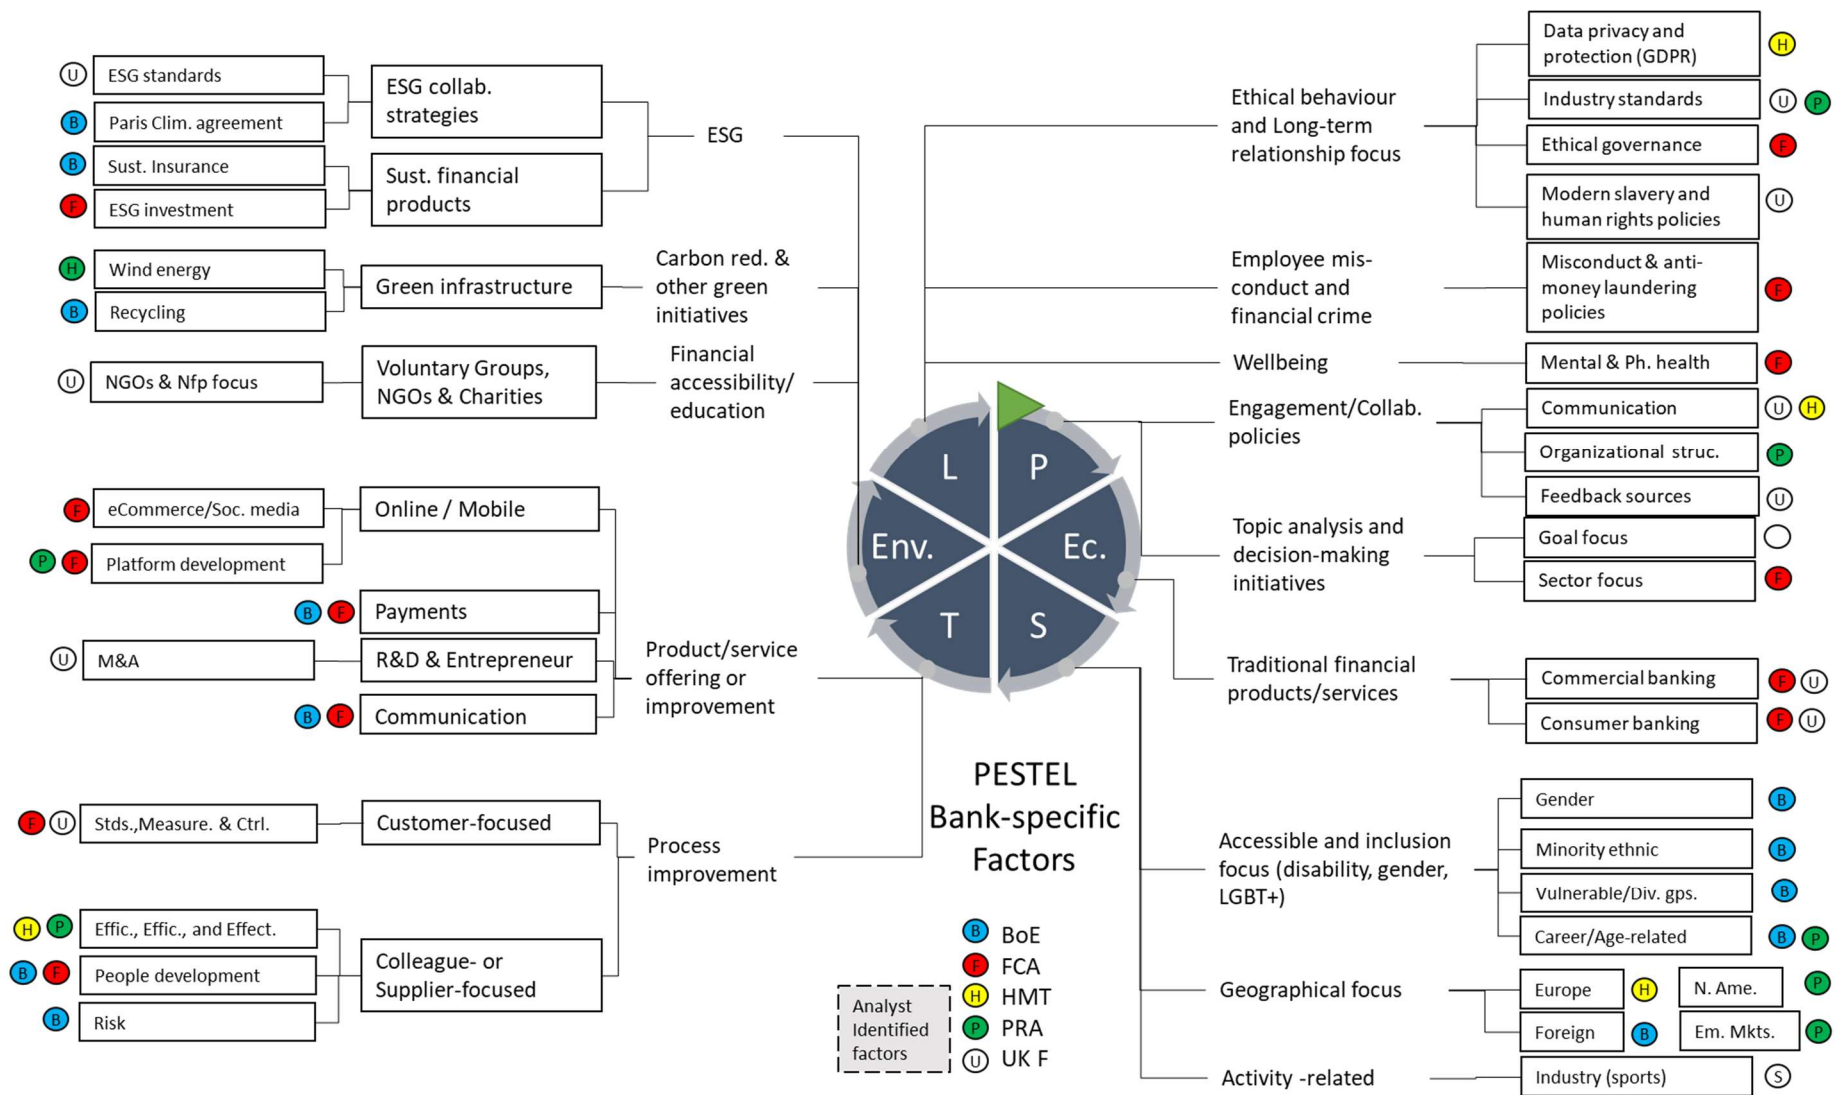 U ESG standards
B Paris Clim. agreement
ESG collab.
strategies
B Sust. Insurance
F ESG investment
Sust. financial
products
ESG
H Wind energy
B Recycling
Green infrastructure
Carbon red. &
other green
initiatives
U NGOs & Nfp focus
Voluntary Groups,
NGOs & Charities
Financial
accessibility/
education
F eCommerce/Soc. media
P F Platform development
Online / Mobile
B F Payments
U M&A
R&D & Entrepreneur
B F Communication
Product/service
offering or
improvement
F U Stds.,Measure. & Ctrl.
Customer-focused
Process
improvement
H P Effic., Effic., and Effect.
B F People development
B Risk
Colleague- or
Supplier-focused
L P
Env. Ec.
T S
PESTEL
Bank-specific
Factors
Analyst
Identified
factors
B BoE
F FCA
H HMT
P PRA
U UK F
Ethical behaviour
and Long-term
relationship focus
Data privacy and
protection (GDPR) H
Industry standards U P
Ethical governance F
Modern slavery and
human rights policies U
Employee mis-
conduct and
financial crime
Misconduct & anti-
money laundering
policies F
Wellbeing
Mental & Ph. health F
Engagement/Collab.
policies
Communication U H
Organizational struc. P
Feedback sources U
Topic analysis and
decision-making
initiatives
Goal focus
Sector focus F
Traditional financial
products/services
Commercial banking F U
Consumer banking F U
Accessible and inclusion
focus (disability, gender,
LGBT+)
Gender B
Minority ethnic B
Vulnerable/Div. gps. B
Career/Age-related B P
Geographical focus
Europe H N. Ame. P
Foreign B Em. Mkts. P
Activity -related
Industry (sports) S